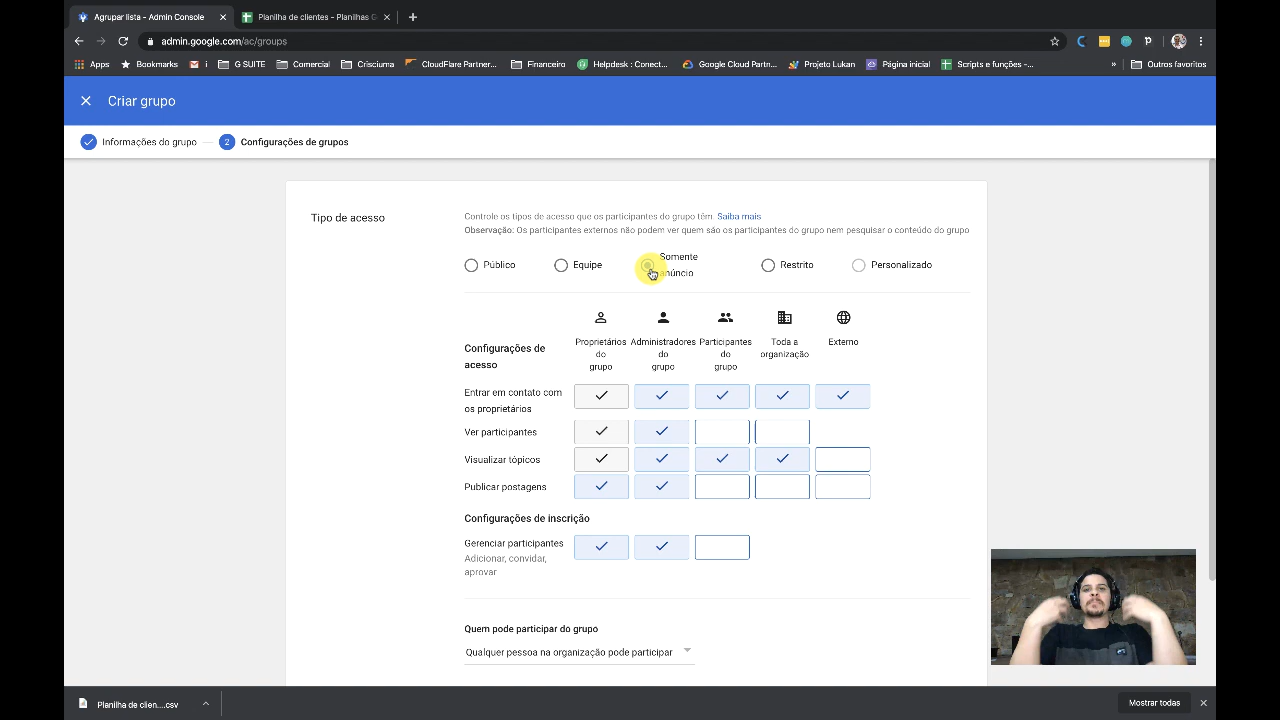 Agrupar lista - Admin Console
Planilha de clientes - Planilhas G
admin.google.com/ac/groups
Apps
Bookmarks
i
G SUITE
Comercial
Crisciuma
CloudFlare Partner...
Financeiro
Helpdesk : Conect...
Google Cloud Partn...
Projeto Lukan
Página inicial
Scripts e funções -...
»
Outros favoritos
Criar grupo
Informações do grupo
2 Configurações de grupos
Tipo de acesso
Controle os tipos de acesso que os participantes do grupo têm. Saiba mais
Observação: Os participantes externos não podem ver quem são os participantes do grupo nem pesquisar o conteúdo do grupo
Público
Equipe
Somente
anúncio
Restrito
Personalizado
Configurações de
acesso
Proprietários
do
grupo
Administradores
do
grupo
Participantes
do
grupo
Toda a
organização
Externo
Entrar em contato com
os proprietários
Ver participantes
Visualizar tópicos
Publicar postagens
Configurações de inscrição
Gerenciar participantes
Adicionar, convidar,
aprovar
Quem pode participar do grupo
Qualquer pessoa na organização pode participar
Planilha de clien....csv
Mostrar todas